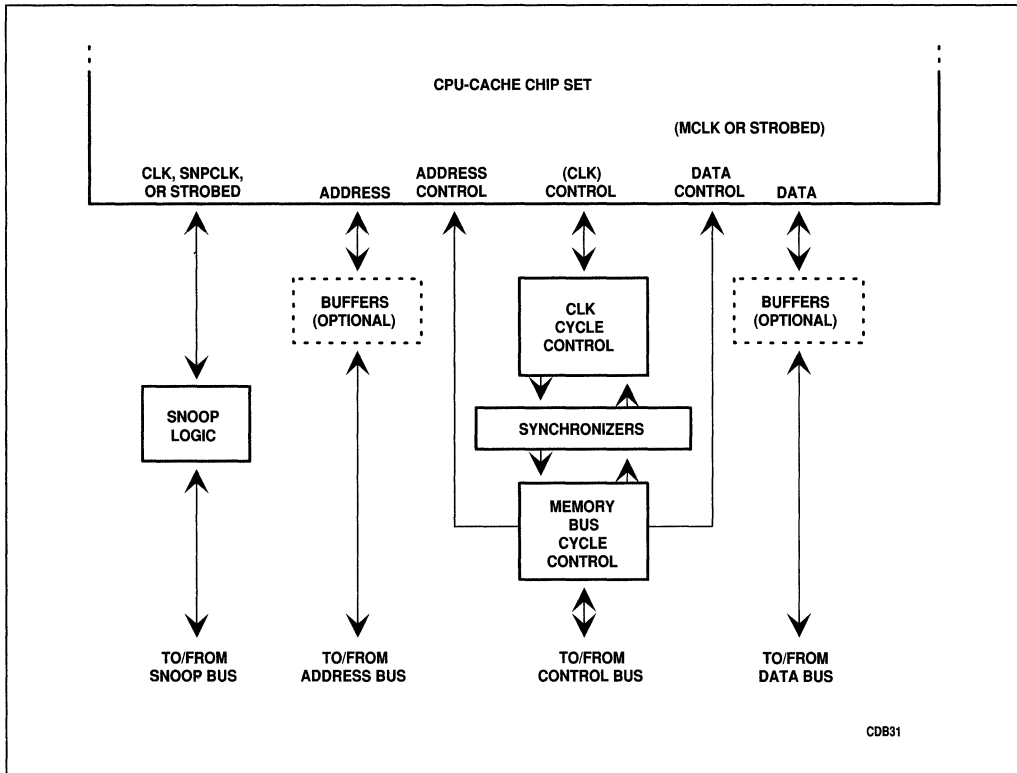 CPU-CACHE CHIP SET
(MCLK OR STROBED)
CLK, SNPCLK,
OR STROBED
ADDRESS
ADDRESS
CONTROL
(CLK)
CONTROL
DATA
CONTROL
DATA
BUFFERS
(OPTIONAL)
CLK
CYCLE
CONTROL
BUFFERS
(OPTIONAL)
SNOOP
LOGIC
SYNCHRONIZERS
MEMORY
BUS
CYCLE
CONTROL
TO/FROM
SNOOP BUS
TO/FROM
ADDRESS BUS
TO/FROM
CONTROL BUS
TO/FROM
DATA BUS
CDB31